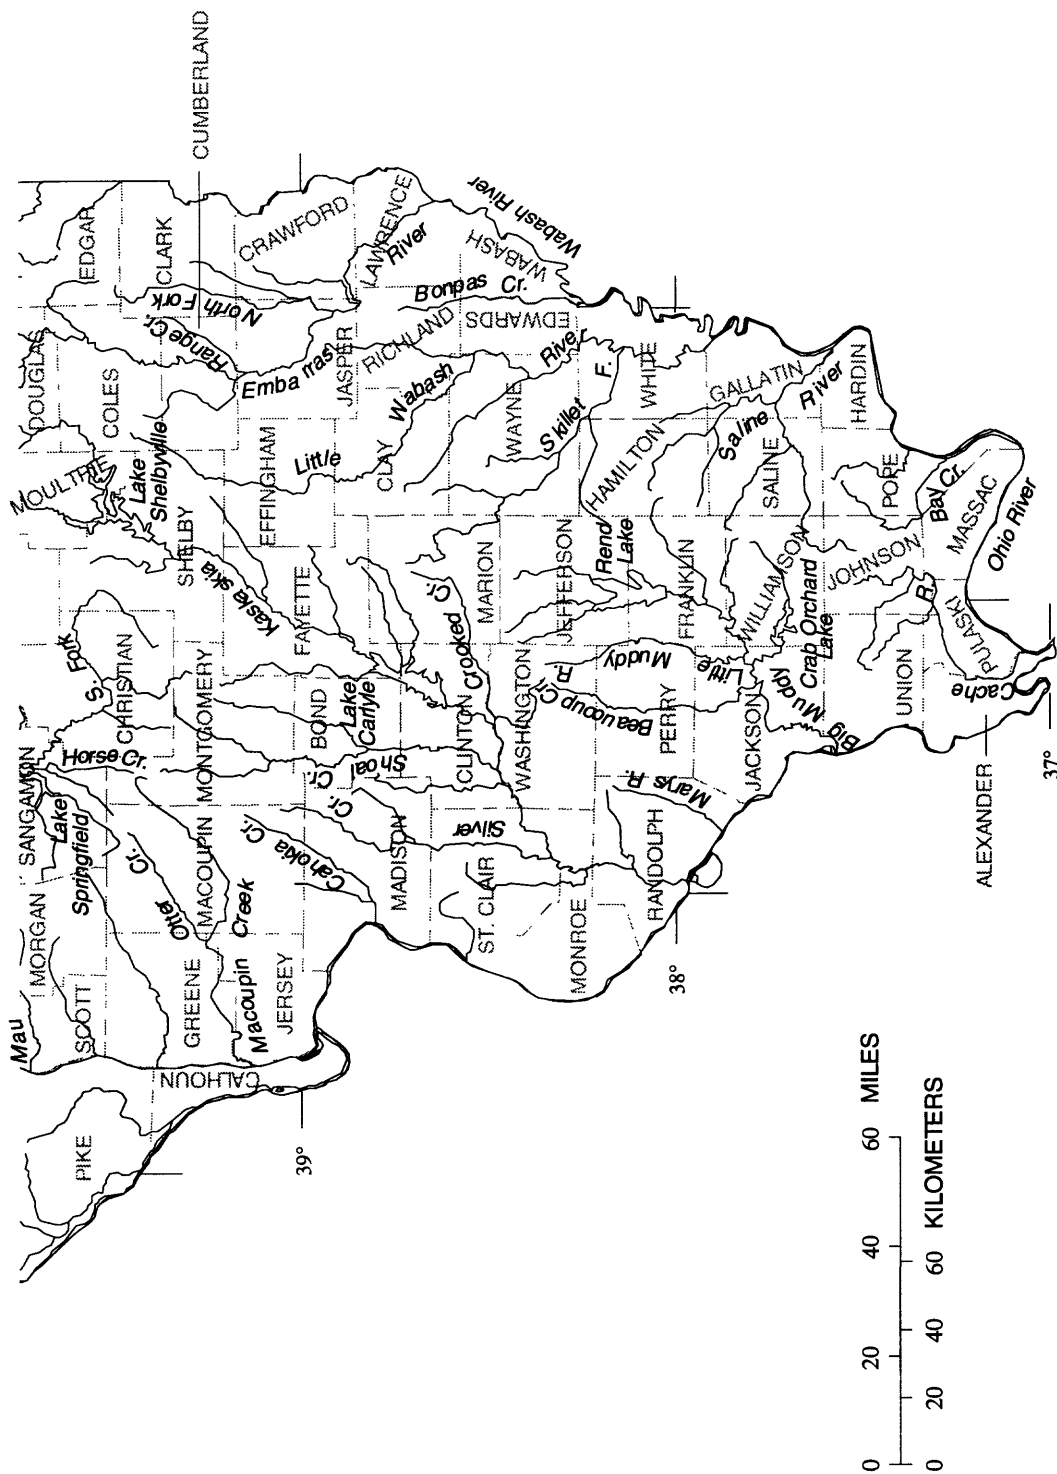 CUMBERLAND
EDGAR
CLARK
CRAWFORD
LAWRENCE
River
WABASH
Wabash River
DOUGLAS
COLES
Range Cr.
North Fork
Embarras
JASPER
RICHLAND
Bonpas Cr.
EDWARDS
MOULTRIE
Lake
Shelbyville
SHELBY
EFFINGHAM
Little
CLAY
Wabash
WAYNE
River
Skillet
F.
WHITE
HAMILTON
GALLATIN
Saline
River
SALINE
HARDIN
POPE
Bay Cr.
MASSAC
Ohio River
S. Fork
CHRISTIAN
Kaskaskia
FAYETTE
MARION
Crooked
Cr.
JEFFERSON
Rend
Lake
FRANKLIN
WILLIAMSON
Crab Orchard
Lake
JOHNSON
R.
PULASKI
Cache
UNION
ALEXANDER
37°
SANGAMON
Horse Cr.
Lake
Springfield
MONTGOMERY
BOND
Lake
Carlyle
CLINTON
Shoal
Cr.
WASHINGTON
Beaucoup Cr.
Little
Muddy
R.
PERRY
JACKSON
Big Muddy
Marys R.
RANDOLPH
MORGAN
SCOTT
Mau
Otter
Cr.
MACOUPIN
GREENE
Macoupin
Creek
JERSEY
Cahokia
Cr.
MADISON
Silver
Cr.
ST. CLAIR
MONROE
38°
CALHOUN
PIKE
39°
0 20 40 60 MILES
0 20 40 60 KILOMETERS